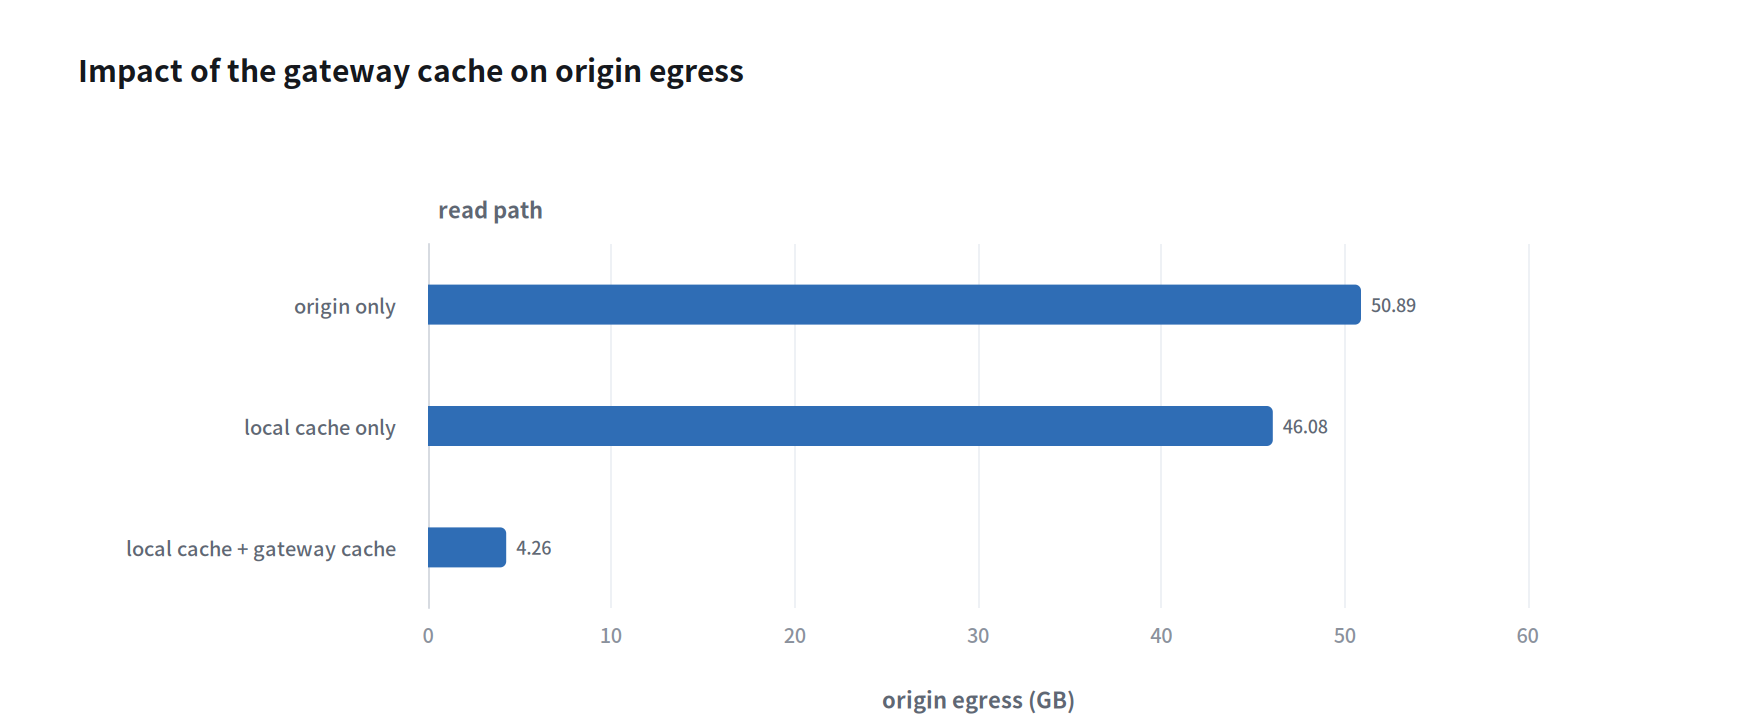 Impact of the gateway cache on origin egress
read path
origin only
50.89
local cache only
46.08
local cache + gateway cache
4.26
0 10 20 30 40 50 60
origin egress (GB)